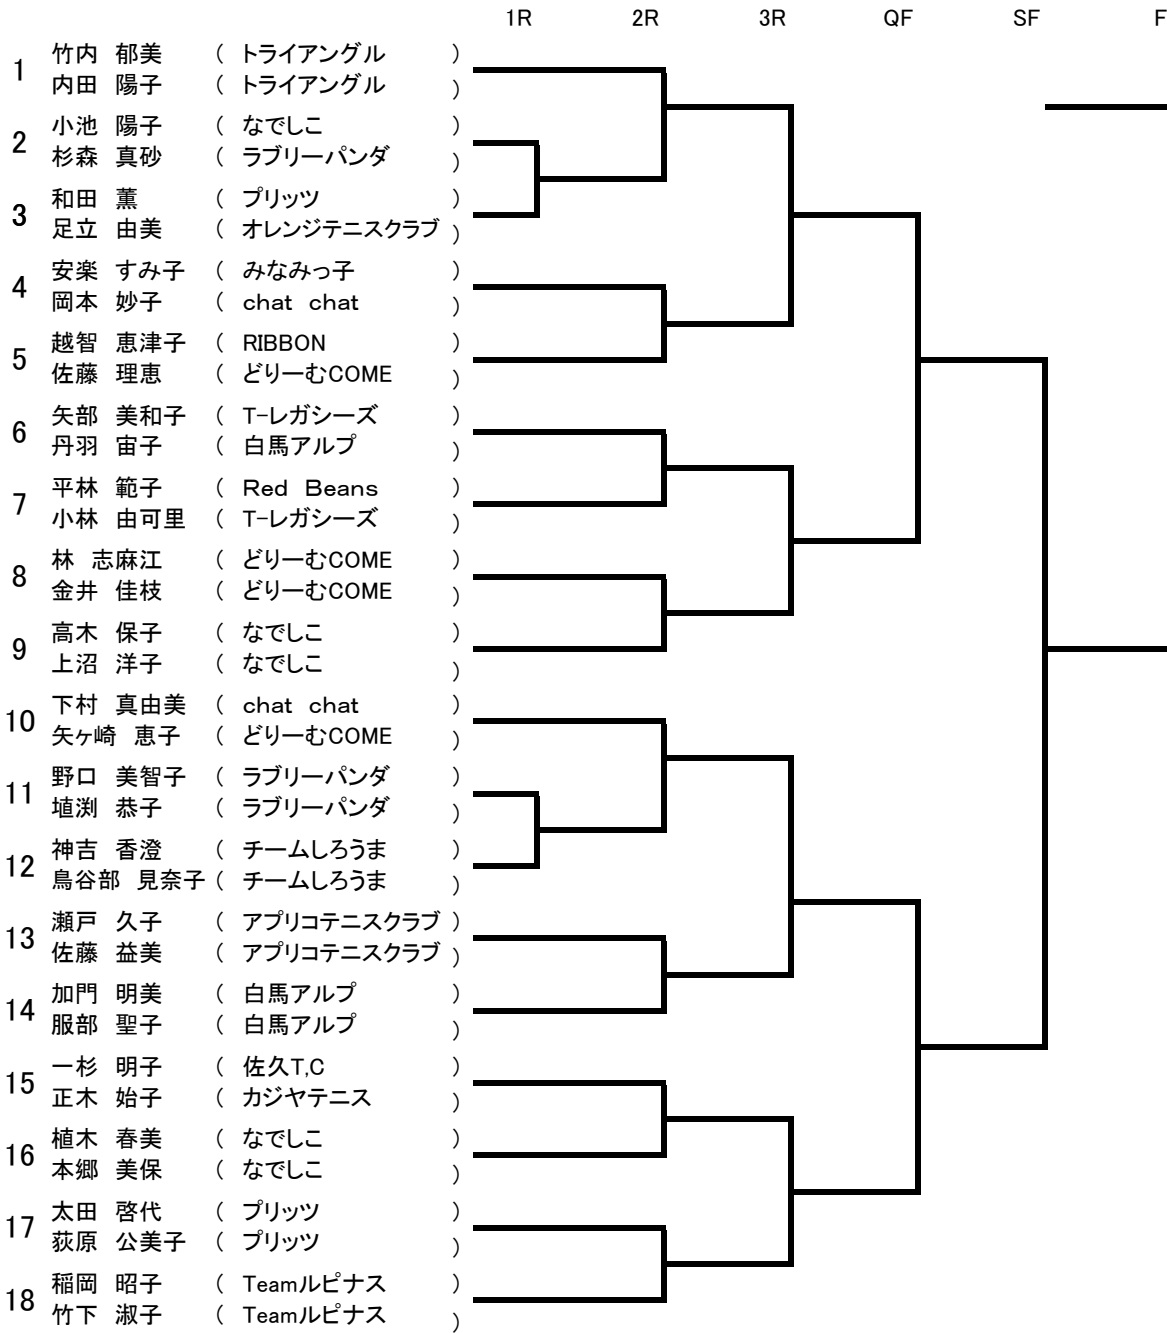 1R 2R 3R QF SF F
1 竹内 郁美 ( トライアングル )
内田 陽子 ( トライアングル )
2 小池 陽子 ( なでしこ )
杉森 真砂 ( ラブリーパンダ )
3 和田 薫 ( プリッツ )
足立 由美 ( オレンジテニスクラブ )
4 安楽 すみ子 ( みなみっ子 )
岡本 妙子 ( chat chat )
5 越智 恵津子 ( RIBBON )
佐藤 理恵 ( どりーむCOME )
6 矢部 美和子 ( T-レガシーズ )
丹羽 宙子 ( 白馬アルプ )
7 平林 範子 ( Red Beans )
小林 由可里 ( T-レガシーズ )
8 林 志麻江 ( どりーむCOME )
金井 佳枝 ( どりーむCOME )
9 高木 保子 ( なでしこ )
上沼 洋子 ( なでしこ )
10 下村 真由美 ( chat chat )
矢ヶ崎 恵子 ( どりーむCOME )
11 野口 美智子 ( ラブリーパンダ )
埴渕 恭子 ( ラブリーパンダ )
12 神吉 香澄 ( チームしろうま )
鳥谷部 見奈子 ( チームしろうま )
13 瀬戸 久子 ( アプリコテニスクラブ )
佐藤 益美 ( アプリコテニスクラブ )
14 加門 明美 ( 白馬アルプ )
服部 聖子 ( 白馬アルプ )
15 一杉 明子 ( 佐久T,C )
正木 始子 ( カジヤテニス )
16 植木 春美 ( なでしこ )
本郷 美保 ( なでしこ )
17 太田 啓代 ( プリッツ )
荻原 公美子 ( プリッツ )
18 稲岡 昭子 ( Teamルピナス )
竹下 淑子 ( Teamルピナス )